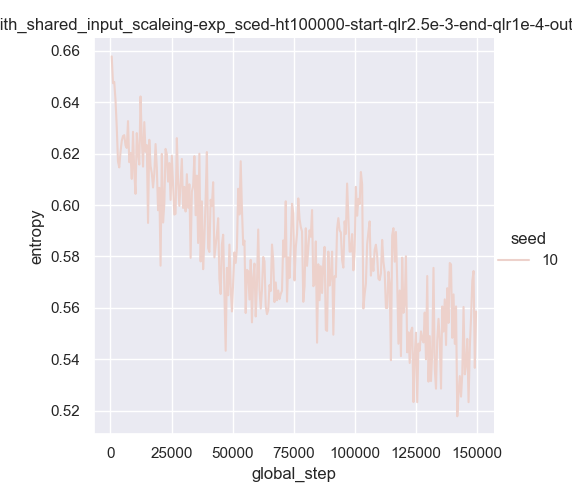 ith_shared_input_scaleing-exp_sced-ht100000-start-qlr2.5e-3-end-qlr1e-4-out
0.66
0.64
0.62
0.60
0.58
0.56
0.54
0.52
entropy
0 25000 50000 75000 100000 125000 150000
global_step
seed
10